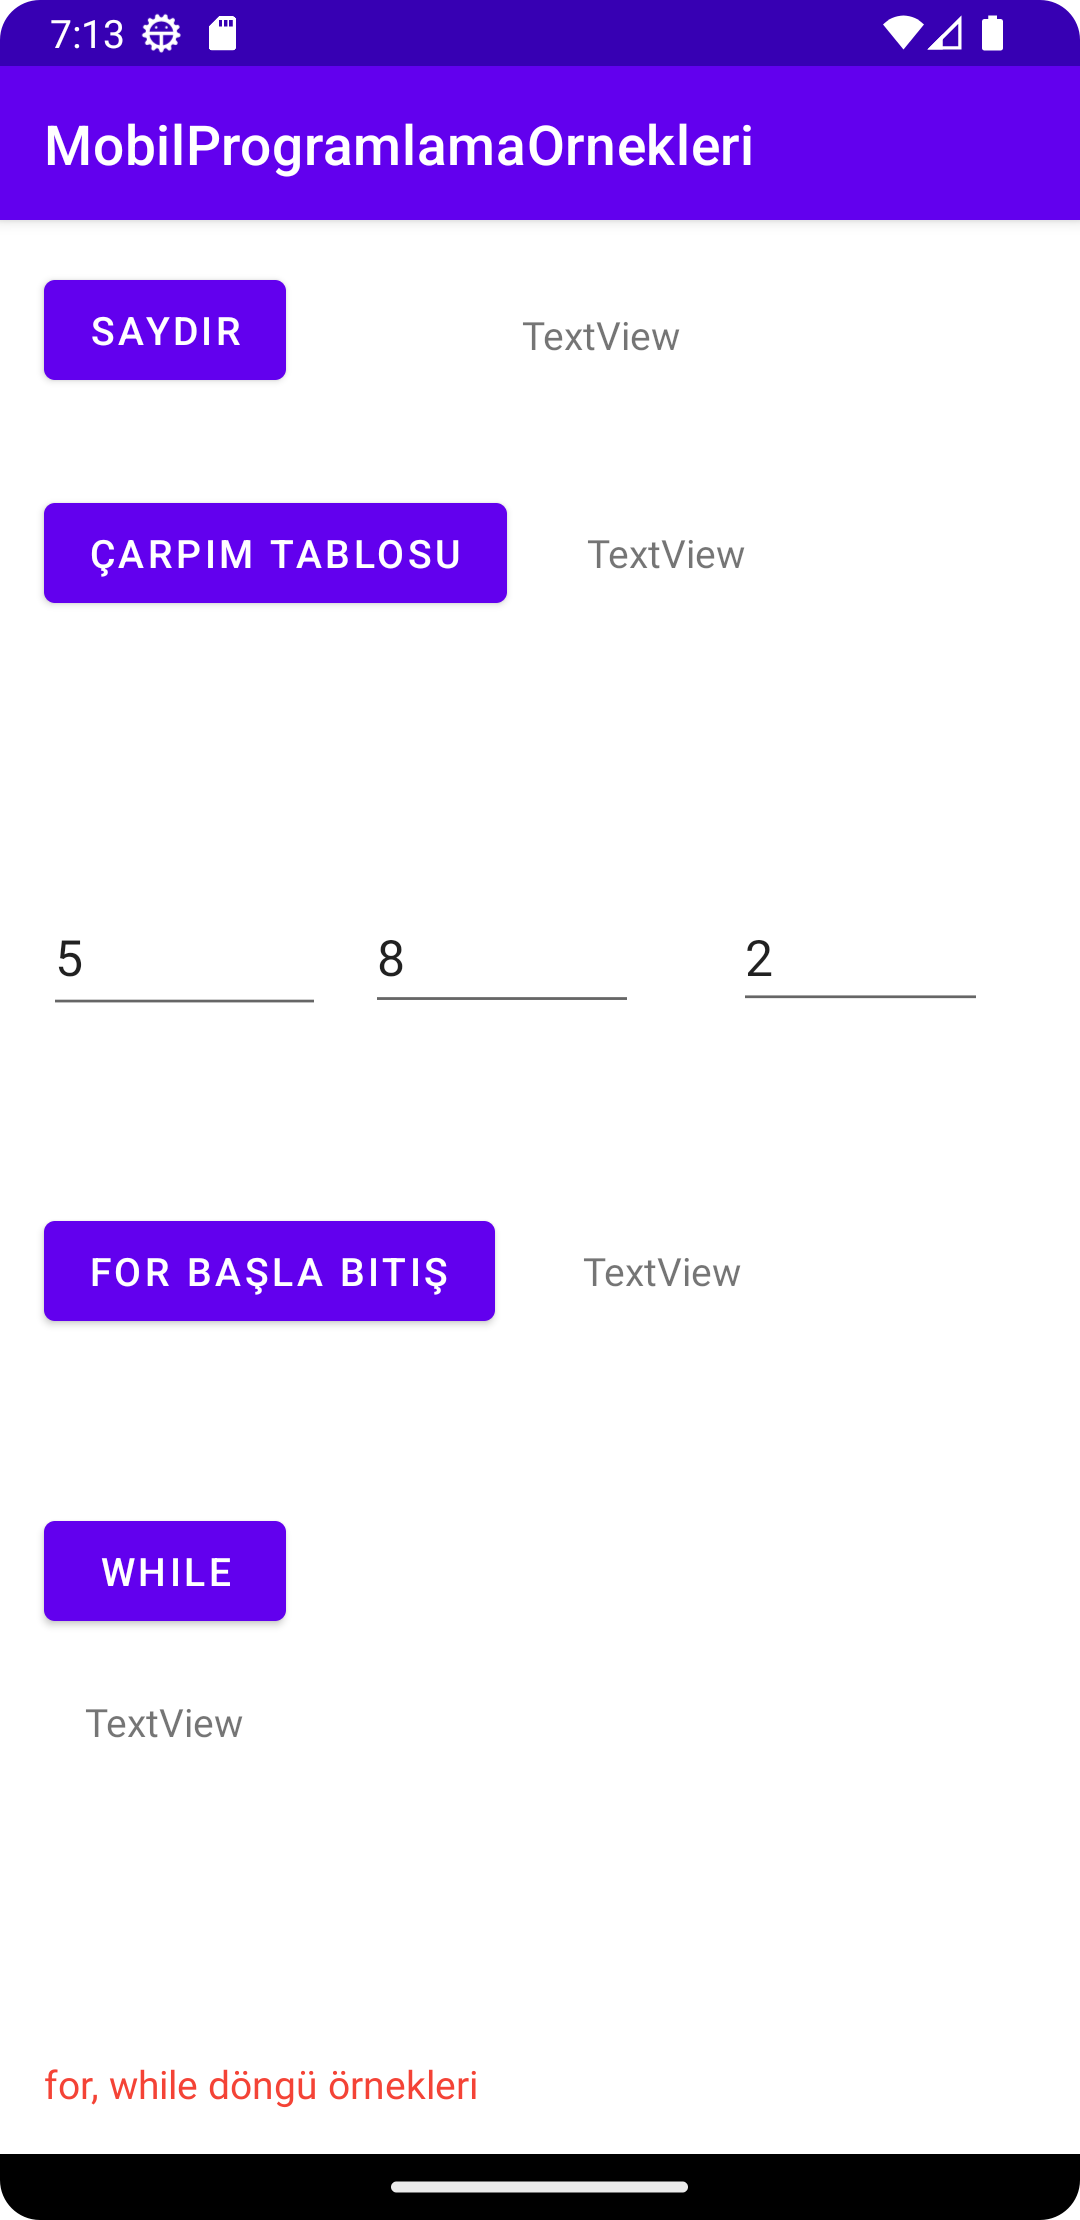 7:13
MobilProgramlamaOrnekleri
SAYDIR
TextView
ÇARPIM TABLOSU
TextView
5 8 2
FOR BAŞLA BITIŞ
TextView
WHILE
TextView
for, while döngü örnekleri